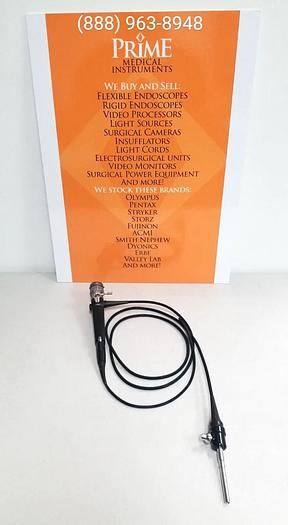 (888) 963-8948
PRIME
MEDICAL
INSTRUMENTS
WE BUY AND SELL:
FLEXIBLE ENDOSCOPES
RIGID ENDOSCOPES
VIDEO PROCESSORS
LIGHT SOURCES
SURGICAL CAMERAS
INSUFFLATORS
LIGHT CORDS
ELECTROSURGICAL UNITS
VIDEO MONITORS
SURGICAL POWER EQUIPMENT
AND MORE!
WE STOCK THESE BRANDS:
OLYMPUS
PENTAX
STRYKER
STORZ
FUJINON
ACMI
SMITH NEPHEW
DYONICS
ERBE
VALLEY LAB
AND MORE!